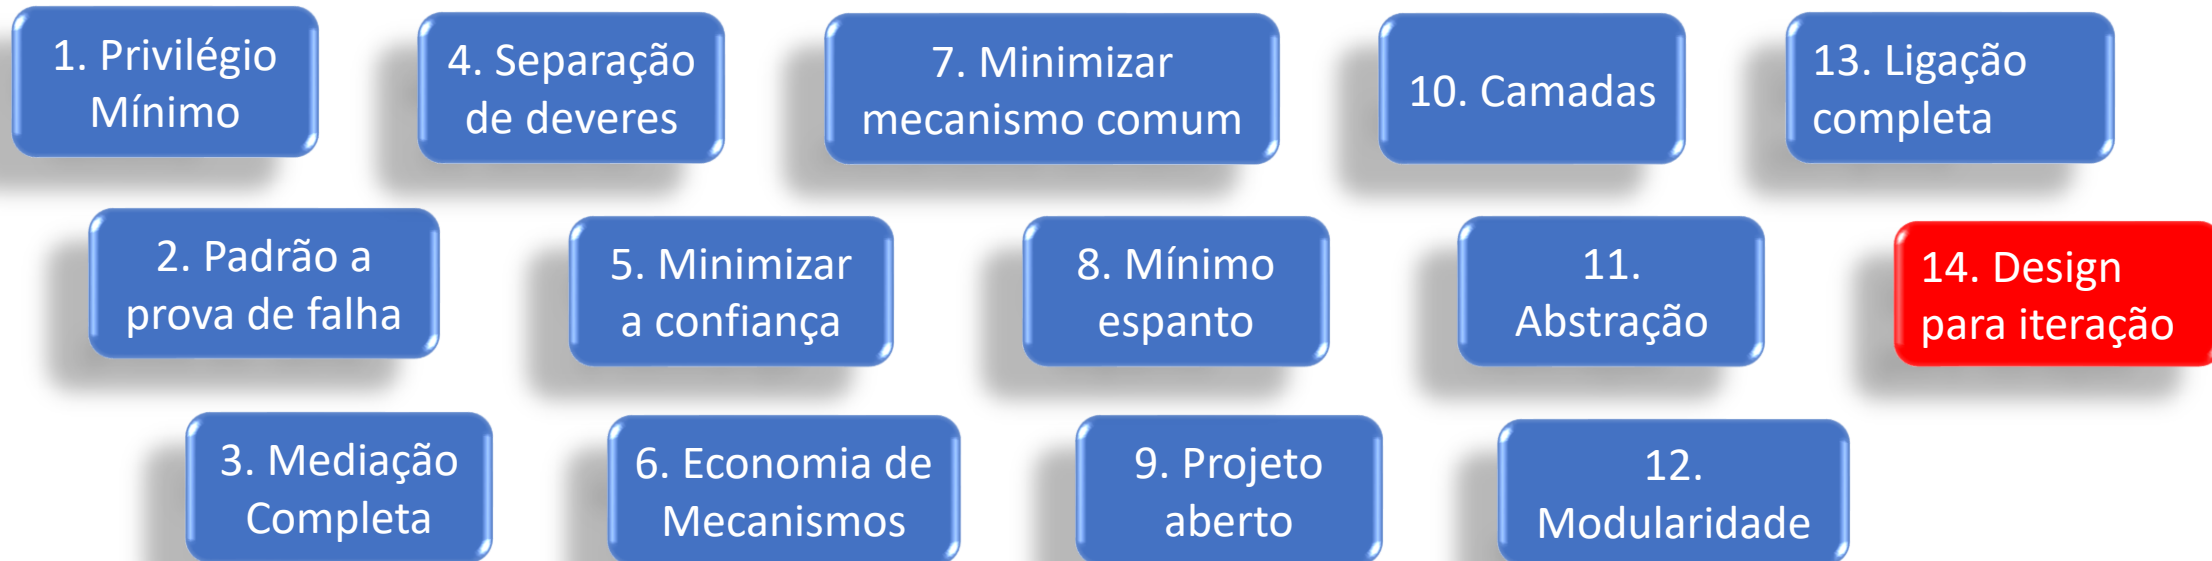 1. Privilégio
Mínimo
2. Padrão a
prova de falha
3. Mediação
Completa
4. Separação
de deveres
5. Minimizar
a confiança
6. Economia de
Mecanismos
7. Minimizar
mecanismo comum
8. Mínimo
espanto
9. Projeto
aberto
10. Camadas
11.
Abstração
12.
Modularidade
13. Ligação
completa
14. Design
para iteração